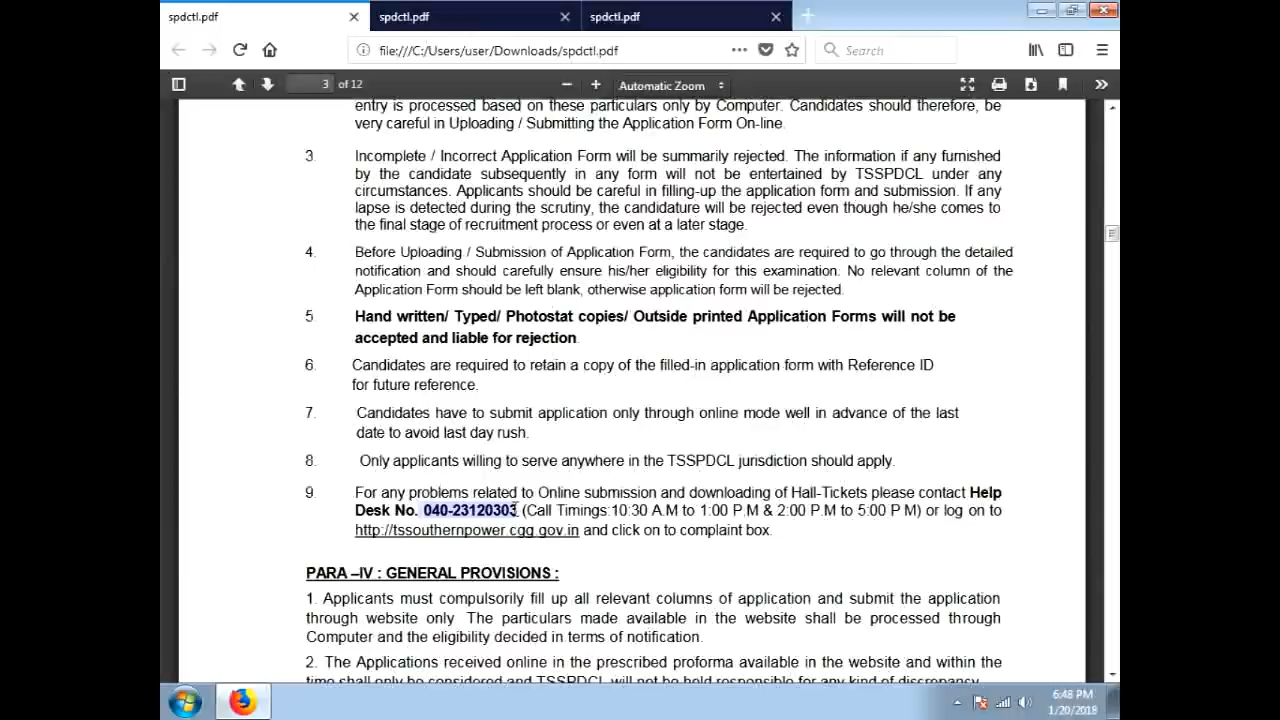 spdctl.pdf
spdctl.pdf
spdctl.pdf
file:///C:/Users/user/Downloads/spdctl.pdf
Search
3 of 12
Automatic Zoom
entry is processed based on these particulars only by Computer. Candidates should therefore, be
very careful in Uploading / Submitting the Application Form On-line.
3. Incomplete / Incorrect Application Form will be summarily rejected. The information if any furnished
by the candidate subsequently in any form will not be entertained by TSSPDCL under any
circumstances. Applicants should be careful in filling-up the application form and submission. If any
lapse is detected during the scrutiny, the candidature will be rejected even though he/she comes to
the final stage of recruitment process or even at a later stage.
4. Before Uploading / Submission of Application Form, the candidates are required to go through the detailed
notification and should carefully ensure his/her eligibility for this examination. No relevant column of the
Application Form should be left blank, otherwise application form will be rejected.
5 Hand written/ Typed/ Photostat copies/ Outside printed Application Forms will not be
accepted and liable for rejection.
6. Candidates are required to retain a copy of the filled-in application form with Reference ID
for future reference.
7. Candidates have to submit application only through online mode well in advance of the last
date to avoid last day rush.
8. Only applicants willing to serve anywhere in the TSSPDCL jurisdiction should apply.
9. For any problems related to Online submission and downloading of Hall-Tickets please contact Help
Desk No. 040-23120303 (Call Timings:10:30 A.M to 1:00 P.M & 2:00 P.M to 5:00 P M) or log on to
http://tssouthernpower.cgg.gov.in and click on to complaint box.
PARA –IV : GENERAL PROVISIONS :
1. Applicants must compulsorily fill up all relevant columns of application and submit the application
through website only The particulars made available in the website shall be processed through
Computer and the eligibility decided in terms of notification.
2. The Applications received online in the prescribed proforma available in the website and within the
time shall only be considered and TSSPDCL will not be held responsible for any kind of discrepancy
6:48 PM
1/20/2018